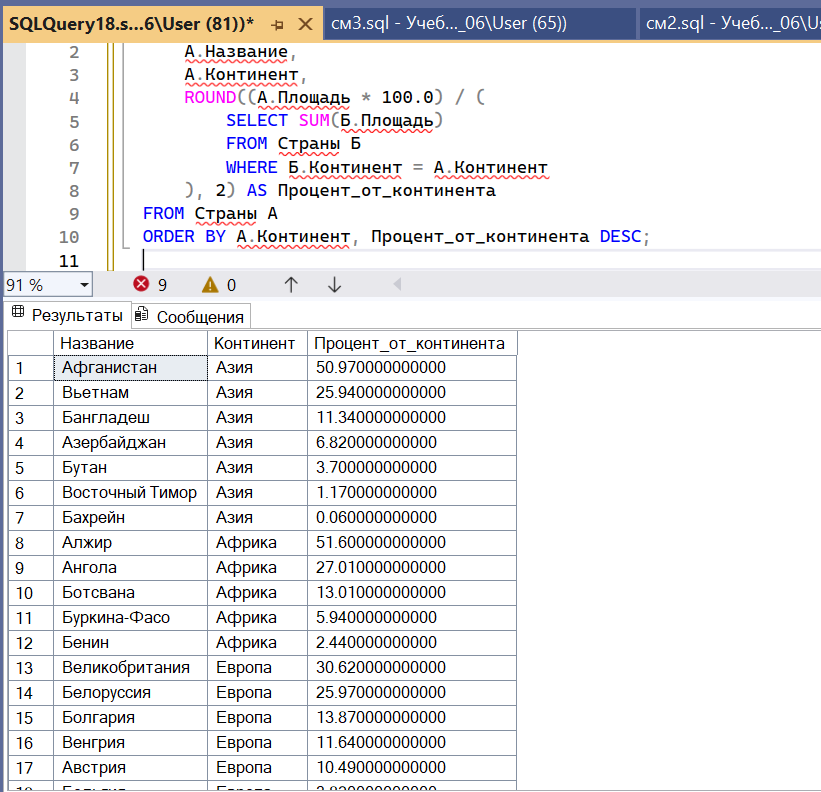 SQLQuery18.s...6\User (81))* см3.sql - Учеб..._06\User (65)) см2.sql - Учеб..._06\Us
2 А.Название,
3 А.Континент,
4 ROUND((А.Площадь * 100.0) / (
5 SELECT SUM(Б.Площадь)
6 FROM Страны Б
7 WHERE Б.Континент = А.Континент
8 ), 2) AS Процент_от_континента
9 FROM Страны А
10 ORDER BY А.Континент, Процент_от_континента DESC;
11
91 % 9 0
Результаты Сообщения
Название Континент Процент_от_континента
1 Афганистан Азия 50.970000000000
2 Вьетнам Азия 25.940000000000
3 Бангладеш Азия 11.340000000000
4 Азербайджан Азия 6.820000000000
5 Бутан Азия 3.700000000000
6 Восточный Тимор Азия 1.170000000000
7 Бахрейн Азия 0.060000000000
8 Алжир Африка 51.600000000000
9 Ангола Африка 27.010000000000
10 Ботсвана Африка 13.010000000000
11 Буркина-Фасо Африка 5.940000000000
12 Бенин Африка 2.440000000000
13 Великобритания Европа 30.620000000000
14 Белоруссия Европа 25.970000000000
15 Болгария Европа 13.870000000000
16 Венгрия Европа 11.640000000000
17 Австрия Европа 10.490000000000